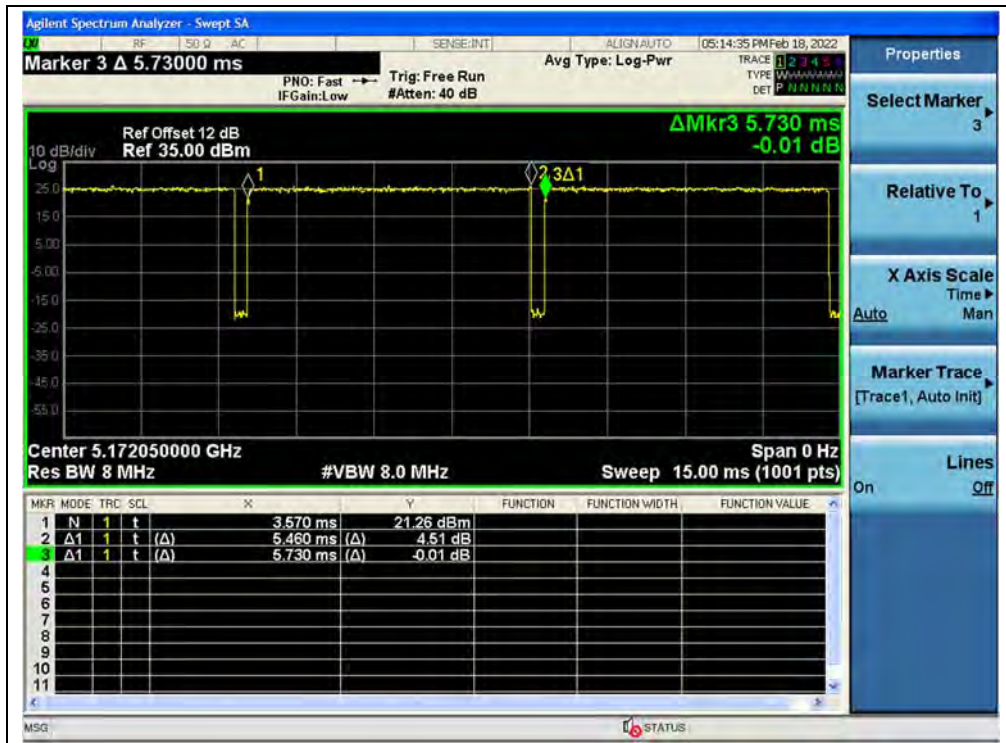 Agilent Spectrum Analyzer - Swept SA
LXI RF 50 Ω AC SENSE:INT ALIGNAUTO 05:14:35 PM Feb 18, 2022
Marker 3 Δ 5.73000 ms
PNO: Fast Trig: Free Run Avg Type: Log-Pwr TRACE 1 2 3 4 5 6
IFGain:Low #Atten: 40 dB TYPE WWWWWW
DET P N N N N N
Properties
Select Marker
3
Relative To
1
X Axis Scale
Time
Auto Man
Marker Trace
[Trace1, Auto Init]
Lines
On Off
ΔMkr3 5.730 ms
-0.01 dB
Ref Offset 12 dB
10 dB/div Ref 35.00 dBm
Log
1 2 3Δ1
25.0
15.0
5.00
-5.00
-15.0
-25.0
-35.0
-45.0
-55.0
Center 5.172050000 GHz Span 0 Hz
Res BW 8 MHz #VBW 8.0 MHz Sweep 15.00 ms (1001 pts)
MKR MODE TRC SCL X Y FUNCTION FUNCTION WIDTH FUNCTION VALUE
1 N 1 t 3.570 ms 21.26 dBm
2 Δ1 1 t (Δ) 5.460 ms (Δ) 4.51 dB
3 Δ1 1 t (Δ) 5.730 ms (Δ) -0.01 dB
4
5
6
7
8
9
10
11
MSG STATUS